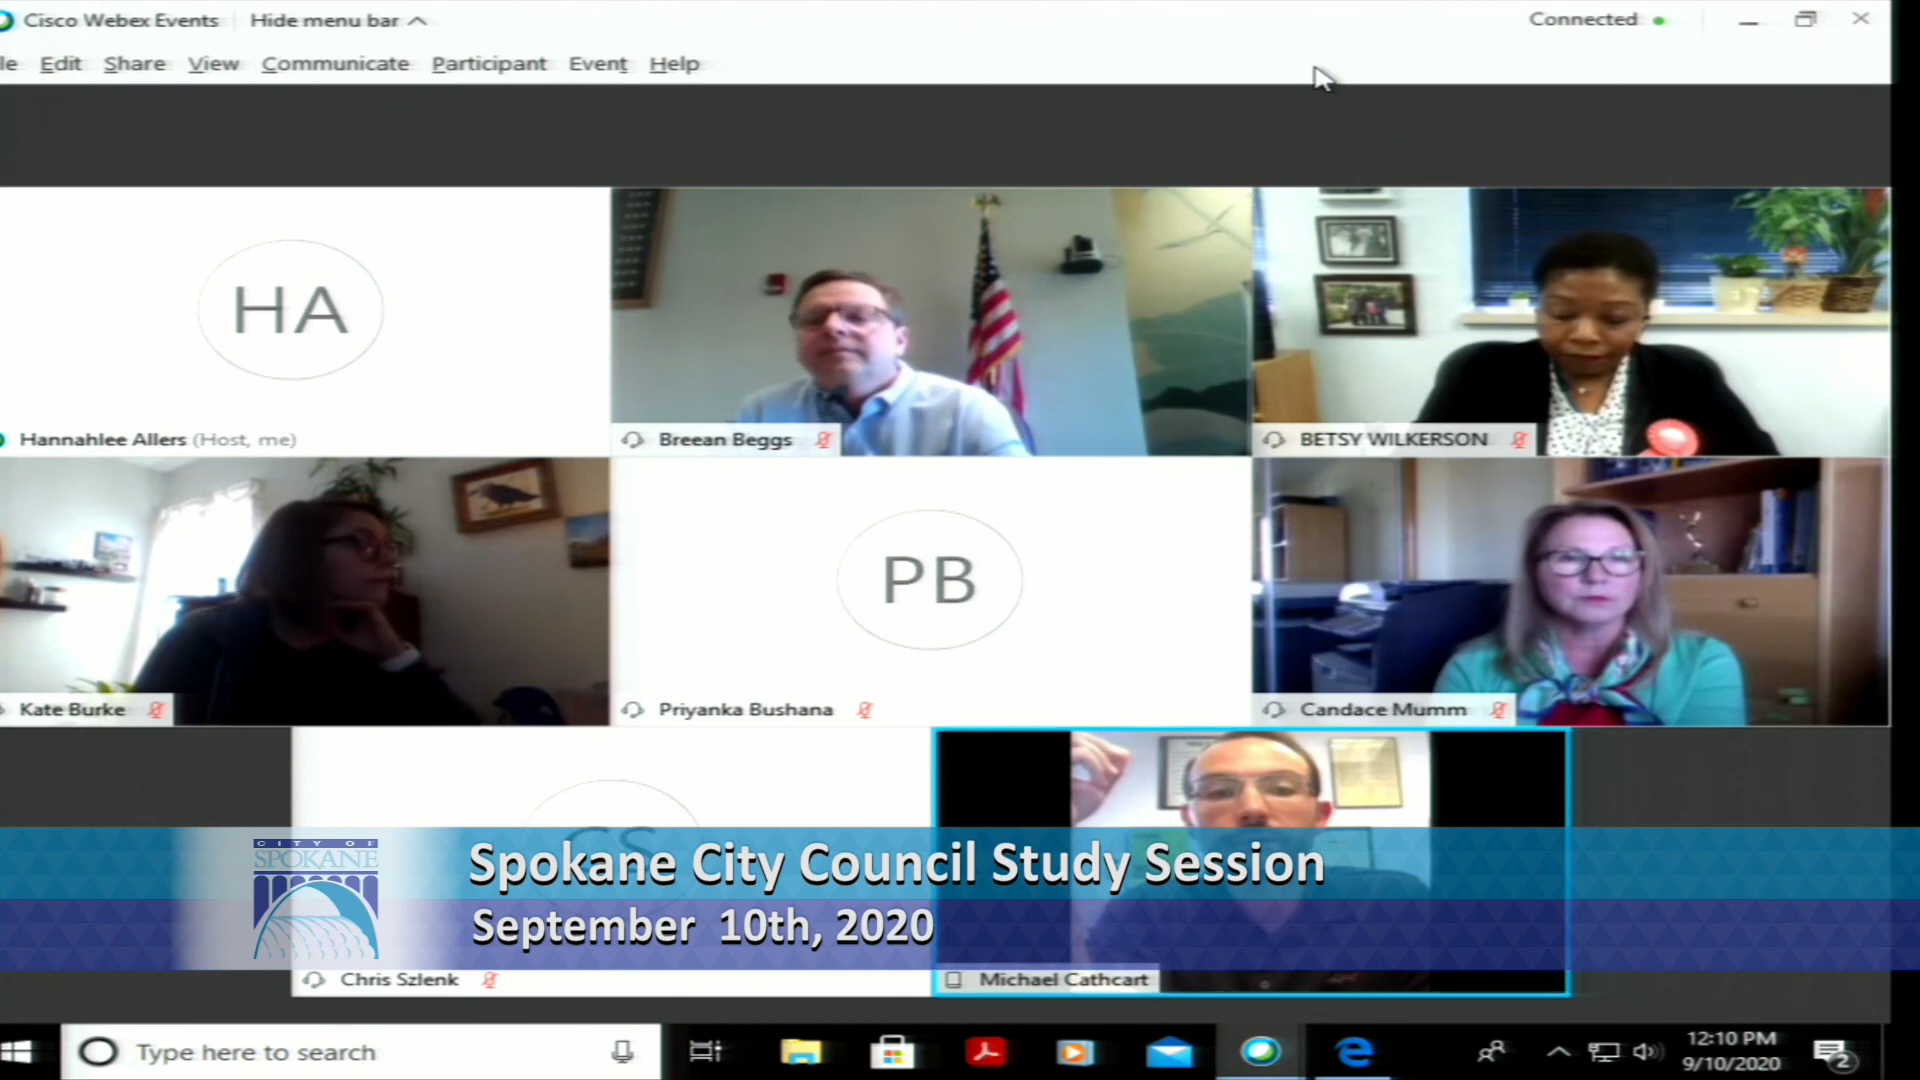 Cisco Webex Events Hide menu bar Connected
le Edit Share View Communicate Participant Event Help
HA
Hannahlee Allers (Host, me)
Breean Beggs
BETSY WILKERSON
PB
Kate Burke
Priyanka Bushana
Candace Mumm
CS
CITY OF
SPOKANE
Spokane City Council Study Session
September 10th, 2020
Chris Szlenk
Michael Cathcart
Type here to search
12:10 PM
9/10/2020
2